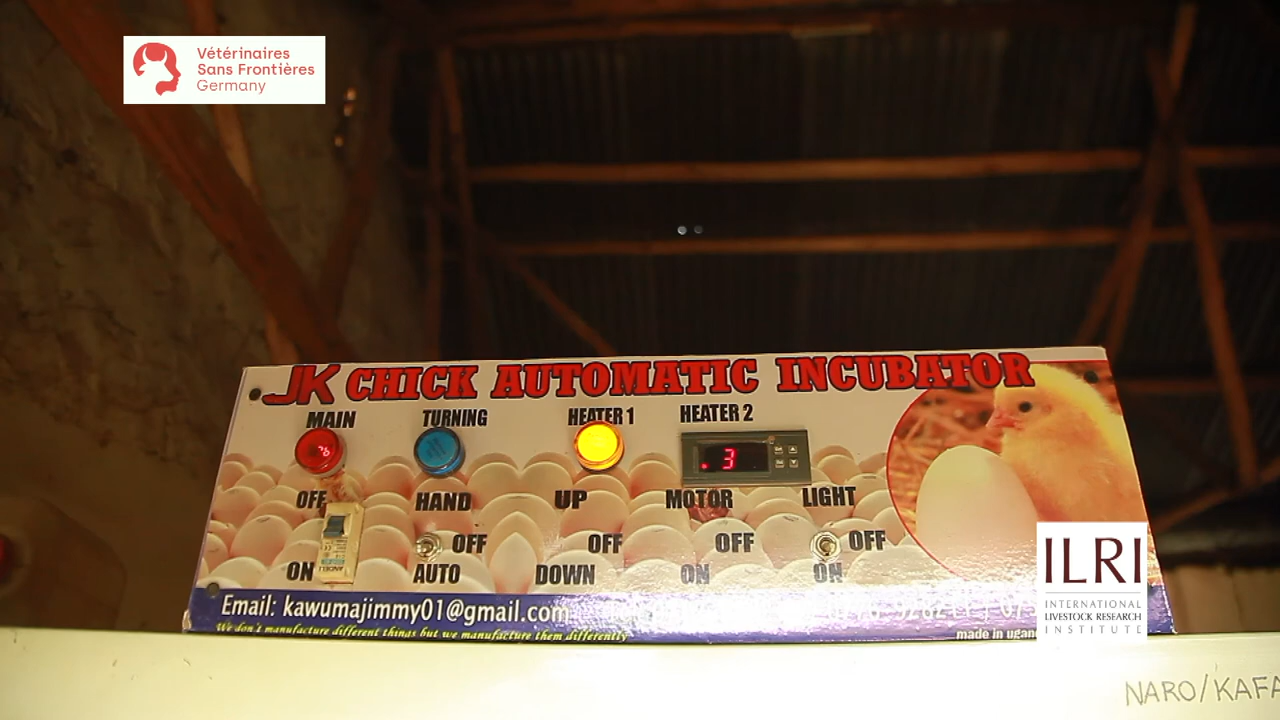 Vétérinaires
Sans Frontières
Germany
JK CHICK AUTOMATIC INCUBATOR
MAIN TURNING HEATER 1 HEATER 2
3
OFF HAND UP MOTOR LIGHT
OFF OFF OFF OFF
ON AUTO DOWN ON ON
Email: kawumajimmy01@gmail.com
We don't manufacture different things but we manufacture them differently
made in ugan
ILRI
INTERNATIONAL
LIVESTOCK RESEARCH
INSTITUTE
NARO/KAFA